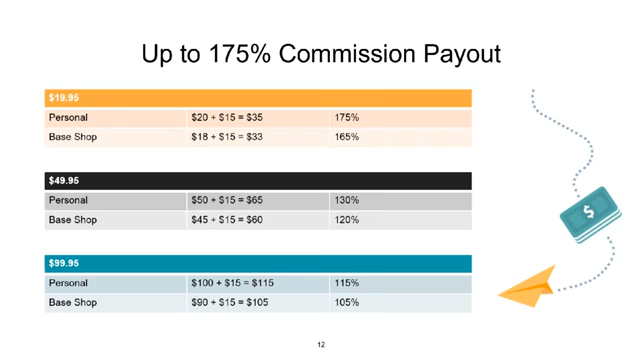 Up to 175% Commission Payout
$19.95
Personal $20 + $15 = $35 175%
Base Shop $18 + $15 = $33 165%
$49.95
Personal $50 + $15 = $65 130%
Base Shop $45 + $15 = $60 120%
$99.95
Personal $100 + $15 = $115 115%
Base Shop $90 + $15 = $105 105%
$
12